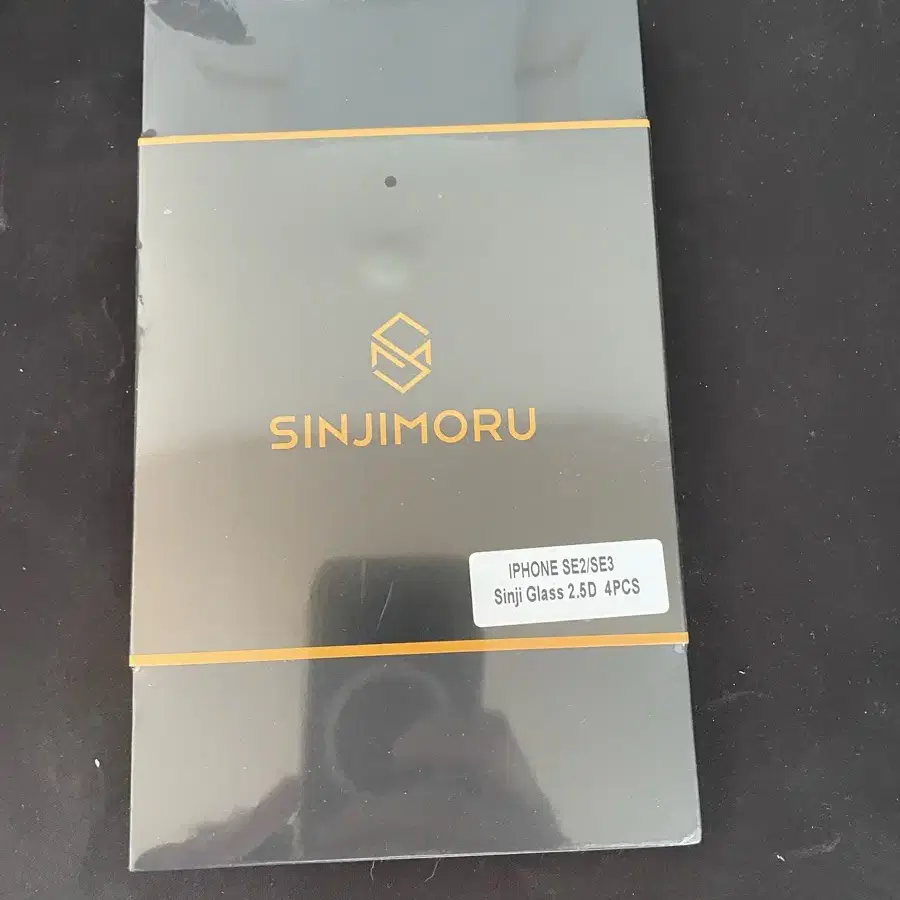 SINJIMORU
IPHONE SE2/SE3
Sinji Glass 2.5D 4PCS